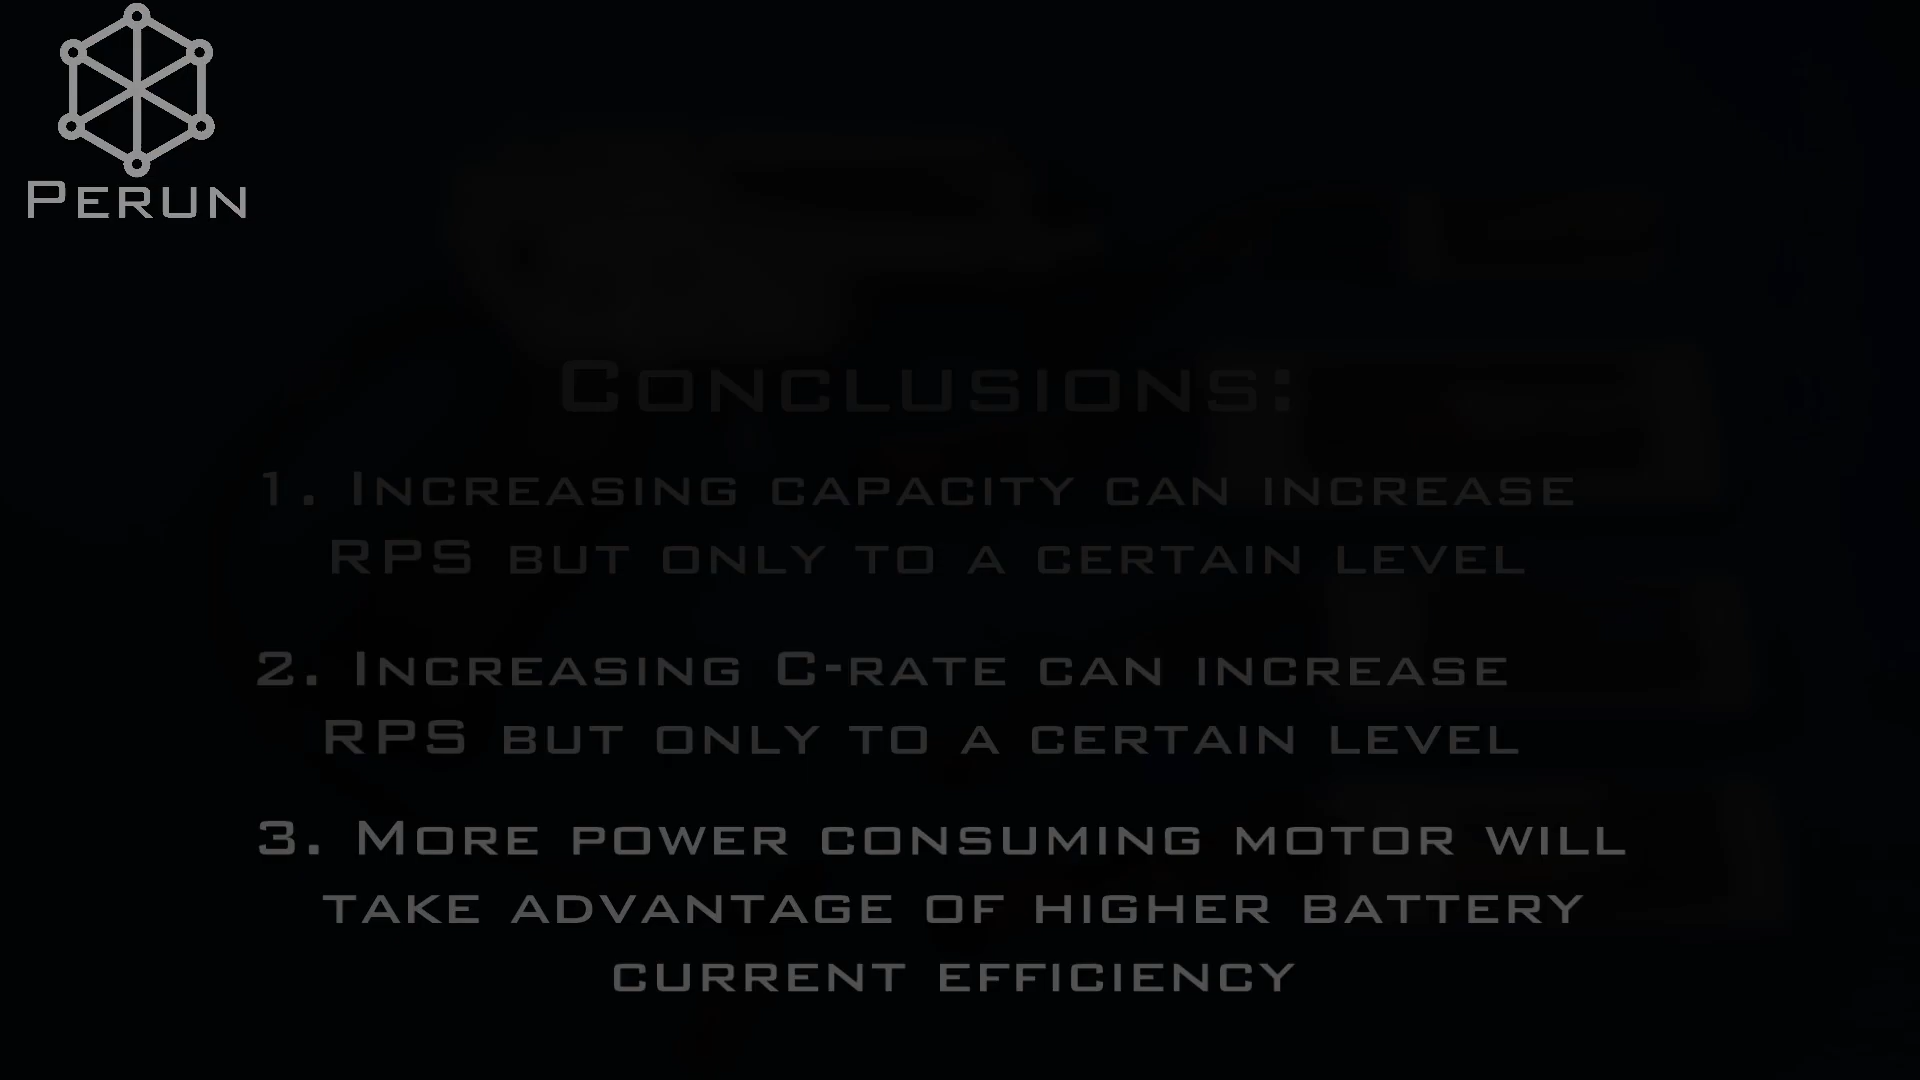 PERUN
CONCLUSIONS:
1. INCREASING CAPACITY CAN INCREASE
RPS BUT ONLY TO A CERTAIN LEVEL
2. INCREASING C-RATE CAN INCREASE
RPS BUT ONLY TO A CERTAIN LEVEL
3. MORE POWER CONSUMING MOTOR WILL
TAKE ADVANTAGE OF HIGHER BATTERY
CURRENT EFFICIENCY